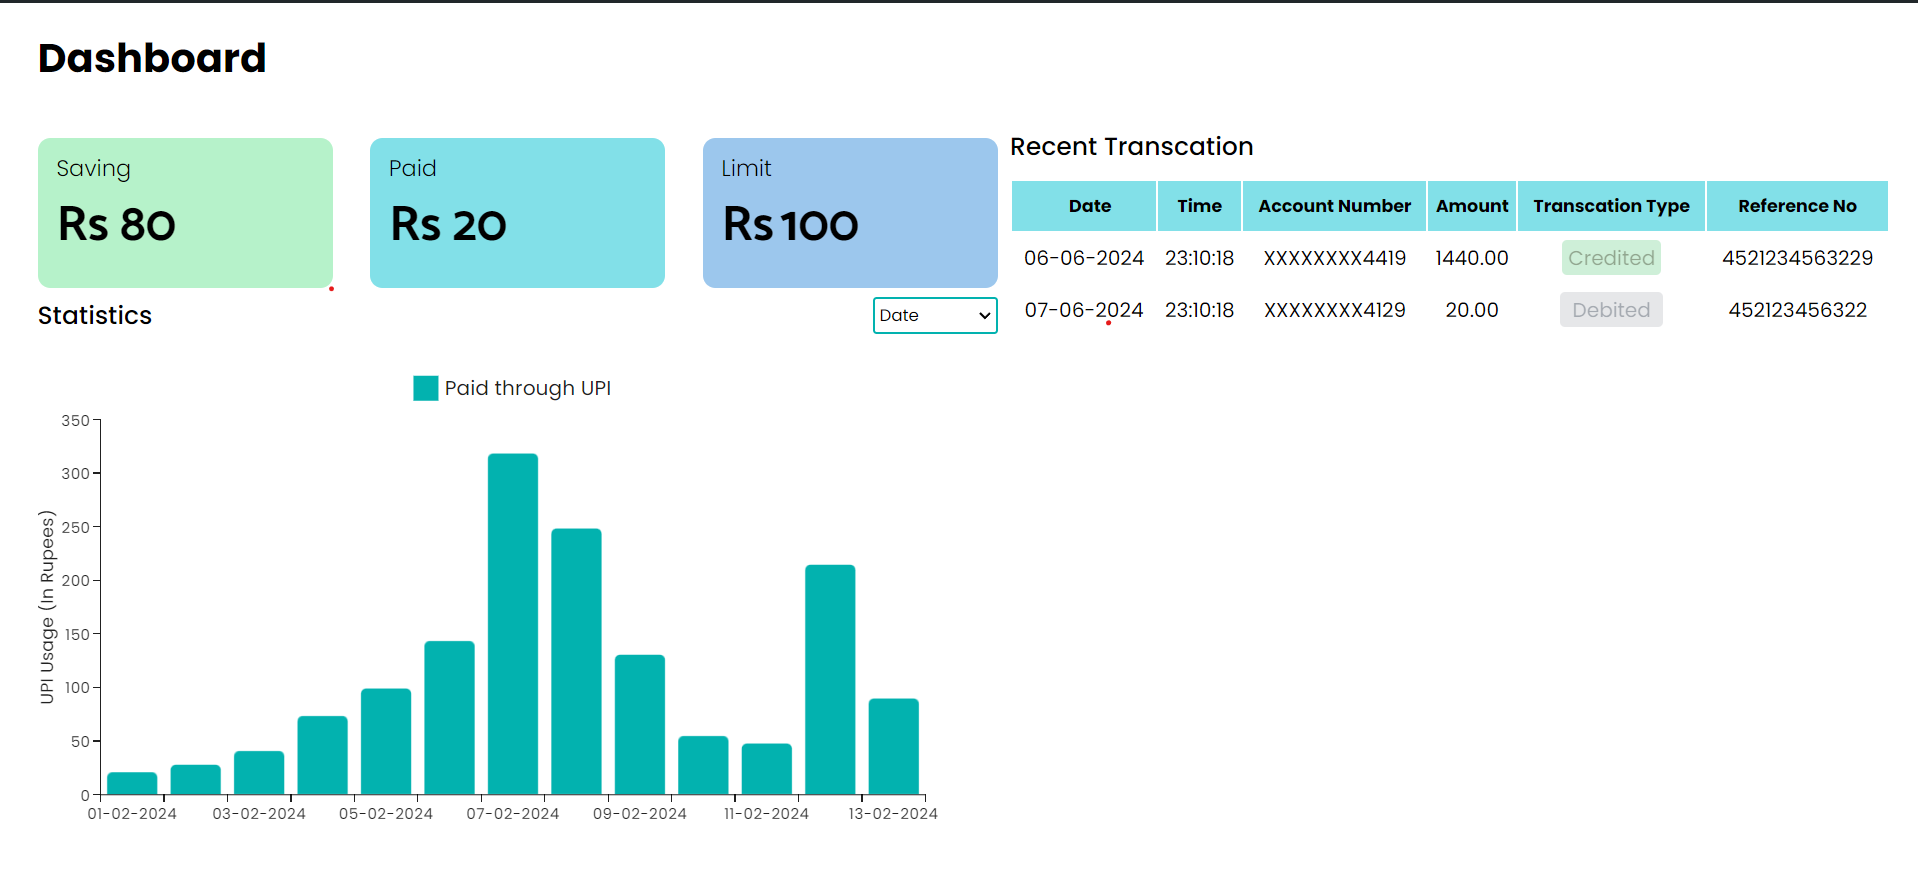 Dashboard
Saving
Rs 80
Paid
Rs 20
Limit
Rs 100
Statistics
Date
Paid through UPI
UPI Usage (In Rupees)
350
300
250
200
150
100
50
0
01-02-2024 03-02-2024 05-02-2024 07-02-2024 09-02-2024 11-02-2024 13-02-2024
Recent Transcation
Date Time Account Number Amount Transcation Type Reference No
06-06-2024 23:10:18 XXXXXXXX4419 1440.00 Credited 4521234563229
07-06-2024 23:10:18 XXXXXXXX4129 20.00 Debited 452123456322